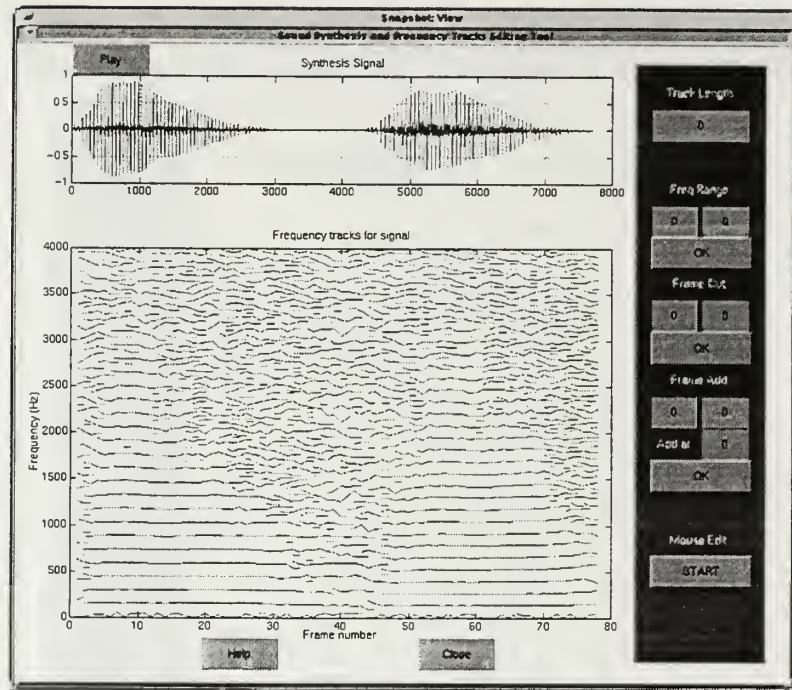 Snapshot: View
Sound Synthesis and Frequency Tracks Editing Tool
Play
Synthesis Signal
1
0.5
0
-0.5
-1
0 1000 2000 3000 4000 5000 6000 7000 8000
Frequency tracks for signal
4000
3500
3000
2500
2000
1500
1000
500
0
Frequency (Hz)
0 10 20 30 40 50 60 70 80
Frame number
Help
Close
Track Length
0
Freq Range
0 0
OK
Frame Cut
0 0
OK
Frame Add
0 0
Add at 0
OK
Mouse Edit
START